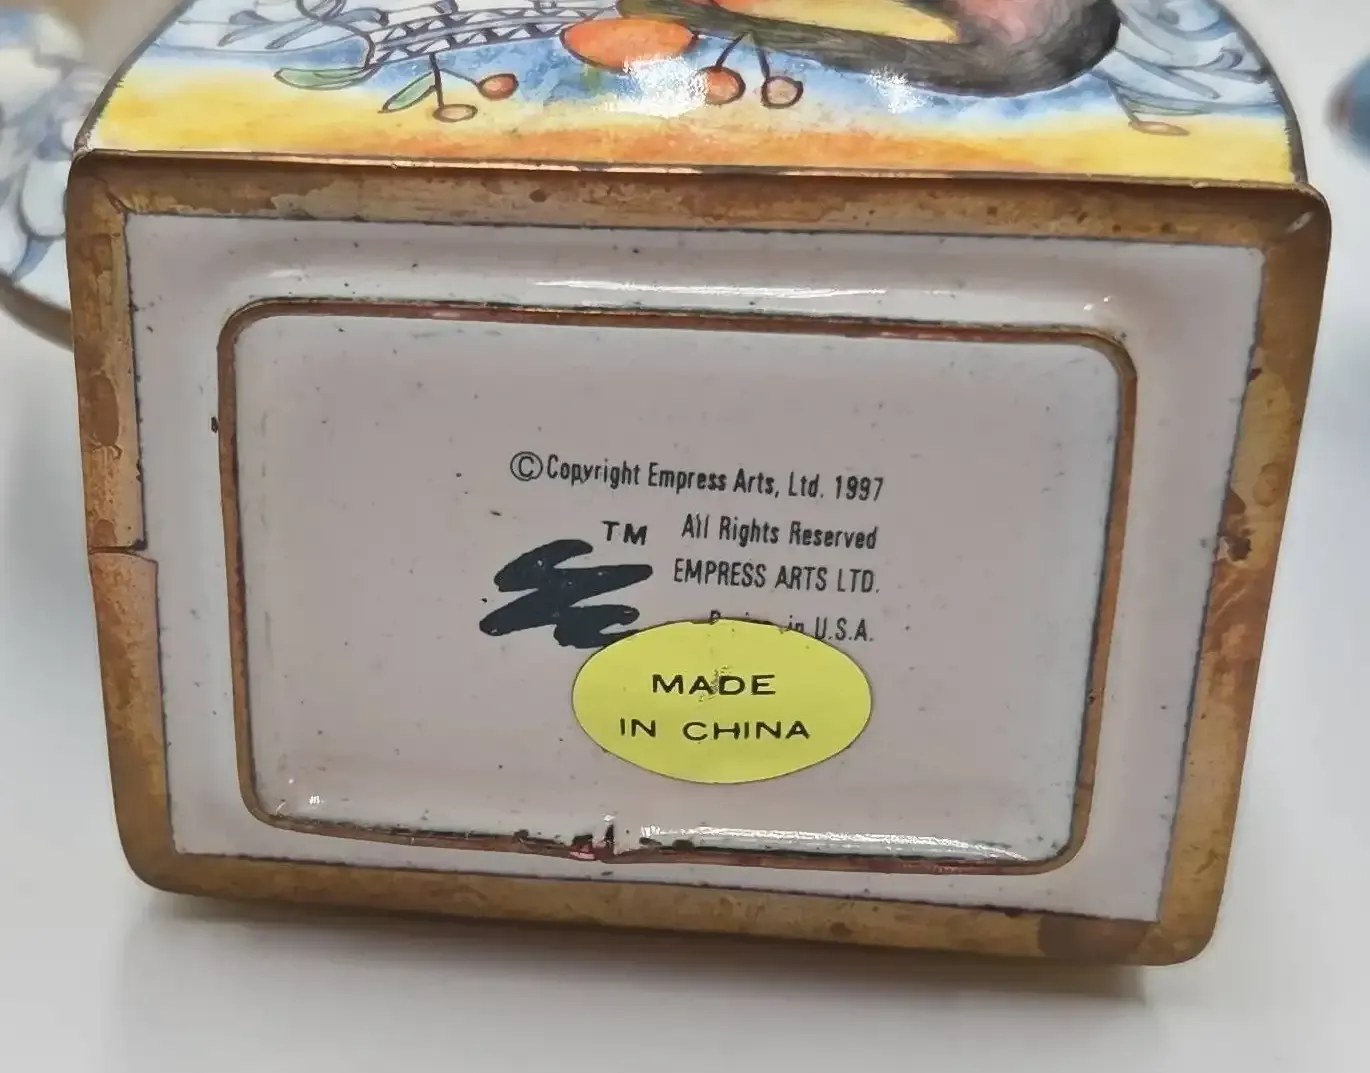 ©Copyright Empress Arts, Ltd. 1997
TM All Rights Reserved
EMPRESS ARTS LTD.
in U.S.A.
MADE
IN CHINA